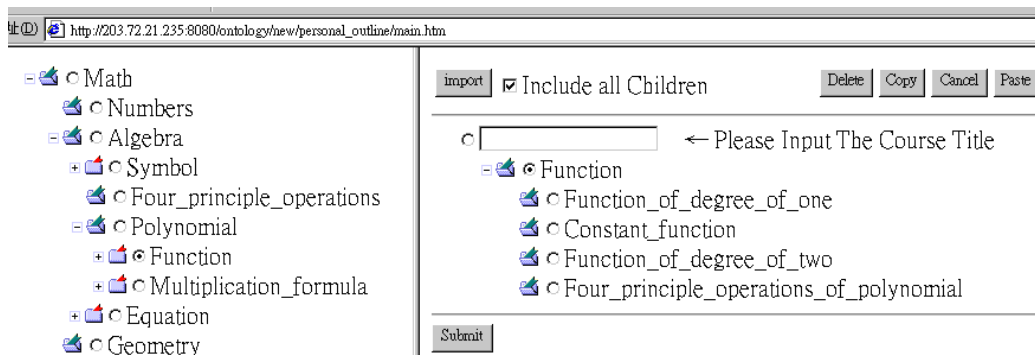 址(D) http://203.72.21.235:8080/ontology/new/personal_outline/main.htm
Math
Numbers
Algebra
Symbol
Four_principle_operations
Polynomial
Function
Multiplication_formula
Equation
Geometry
import Include all Children Delete Copy Cancel Paste
← Please Input The Course Title
Function
Function_of_degree_of_one
Constant_function
Function_of_degree_of_two
Four_principle_operations_of_polynomial
Submit